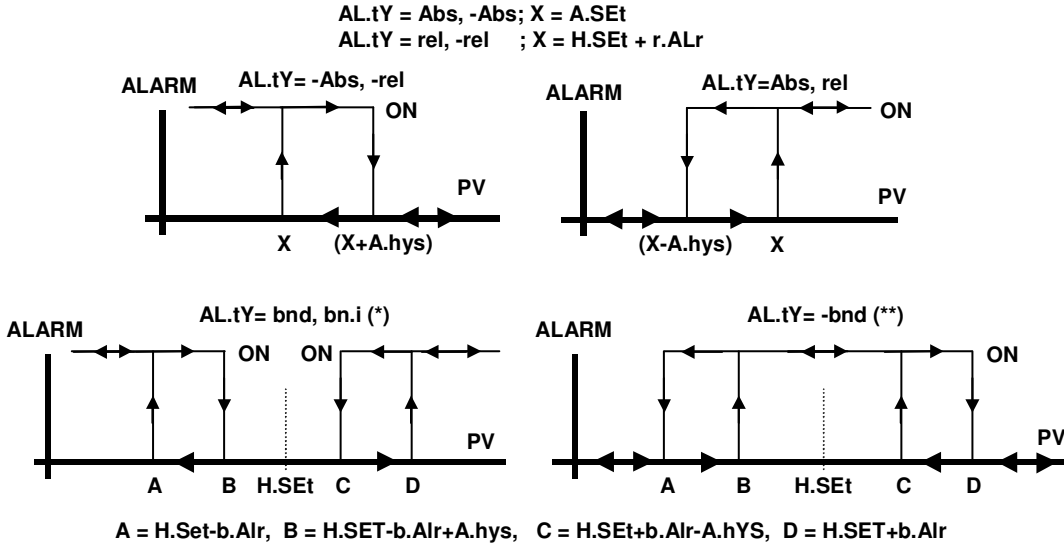 AL.tY = Abs, -Abs; X = A.SEt
AL.tY = rel, -rel ; X = H.SEt + r.ALr
ALARM
AL.tY= -Abs, -rel
ON
PV
X
(X+A.hys)
ALARM
AL.tY=Abs, rel
ON
PV
(X-A.hys)
X
ALARM
AL.tY= bnd, bn.i (*)
ON
ON
PV
A
B
H.SEt
C
D
ALARM
AL.tY= -bnd (**)
ON
PV
A
B
H.SEt
C
D
A = H.Set-b.Alr, B = H.SET-b.Alr+A.hys, C = H.SEt+b.Alr-A.hYS, D = H.SET+b.Alr